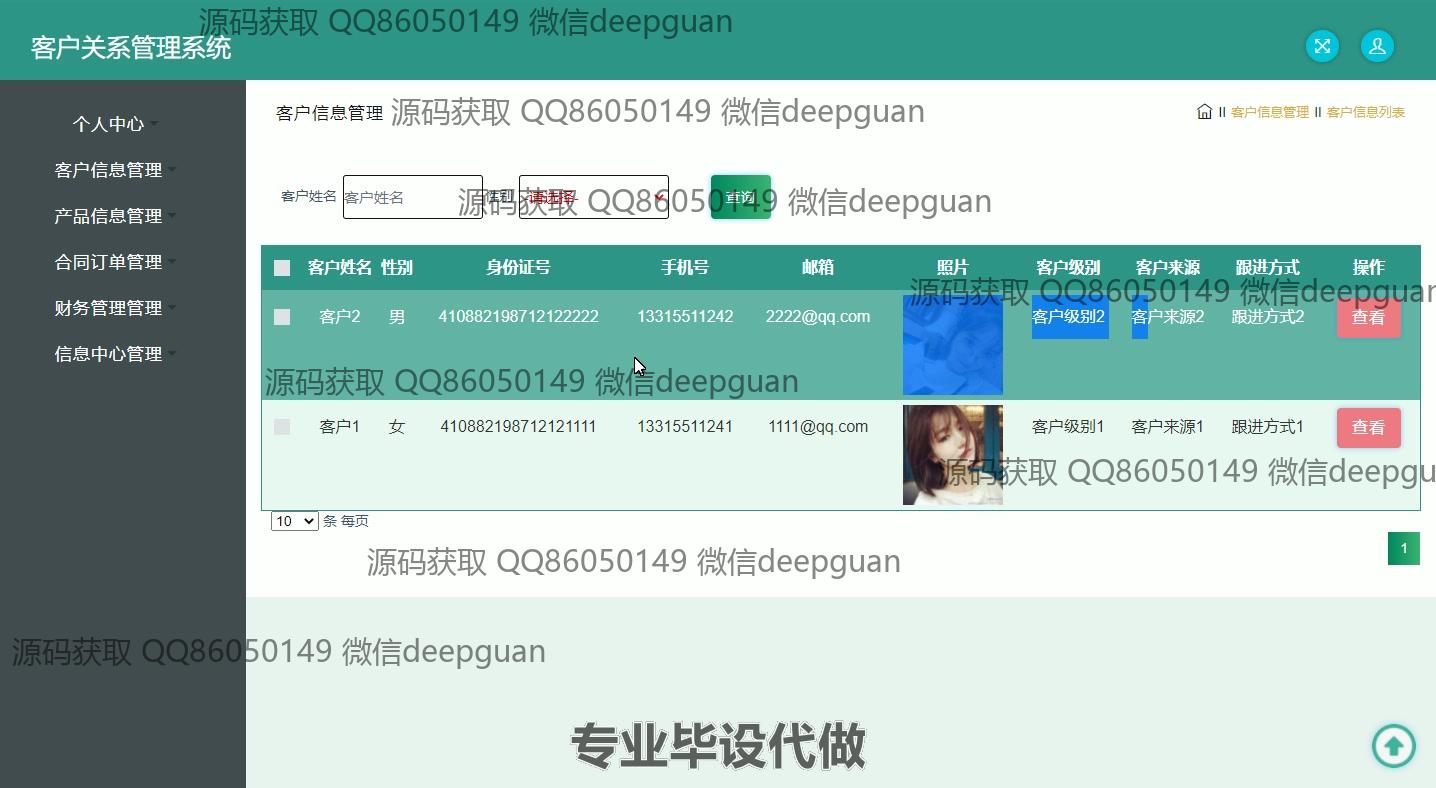 源码获取 QQ86050149 微信deepguan
客户关系管理系统
个人中心
客户信息管理
产品信息管理
合同订单管理
财务管理管理
信息中心管理
客户信息管理 源码获取 QQ86050149 微信deepguan
II 客户信息管理 II 客户信息列表
客户姓名 客户姓名 性别 请选择- 查询
源码获取 QQ86050149 微信deepguan
客户姓名 性别 身份证号 手机号 邮箱 照片 客户级别 客户来源 跟进方式 操作
源码获取 QQ86050149 微信deepguan
客户2 男 410882198712122222 13315511242 2222@qq.com 客户级别2 客户来源2 跟进方式2 查看
源码获取 QQ86050149 微信deepguan
客户1 女 410882198712121111 13315511241 1111@qq.com 客户级别1 客户来源1 跟进方式1 查看
源码获取 QQ86050149 微信deepgu
10 条 每页
1
源码获取 QQ86050149 微信deepguan
源码获取 QQ86050149 微信deepguan
专业毕设代做